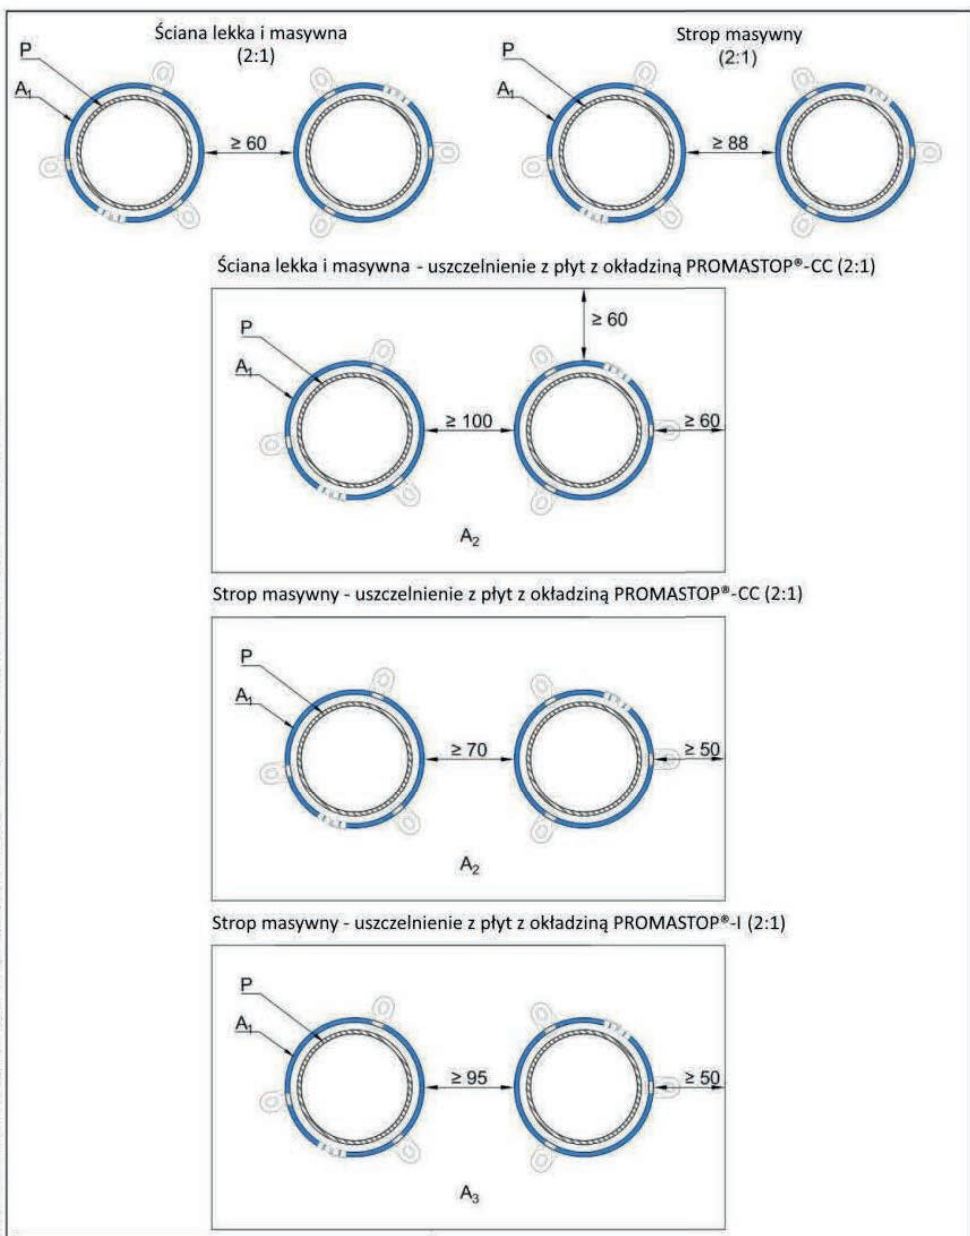 Ściana lekka i masywna
(2:1)
P
A₁
≥ 60
Strop masywny
(2:1)
P
A₁
≥ 88
Ściana lekka i masywna - uszczelnienie z płyt z okładziną PROMASTOP®-CC (2:1)
≥ 60
P
A₁
≥ 100
≥ 60
A₂
Strop masywny - uszczelnienie z płyt z okładziną PROMASTOP®-CC (2:1)
P
A₁
≥ 70
≥ 50
A₂
Strop masywny - uszczelnienie z płyt z okładziną PROMASTOP®-I (2:1)
P
A₁
≥ 95
≥ 50
A₃